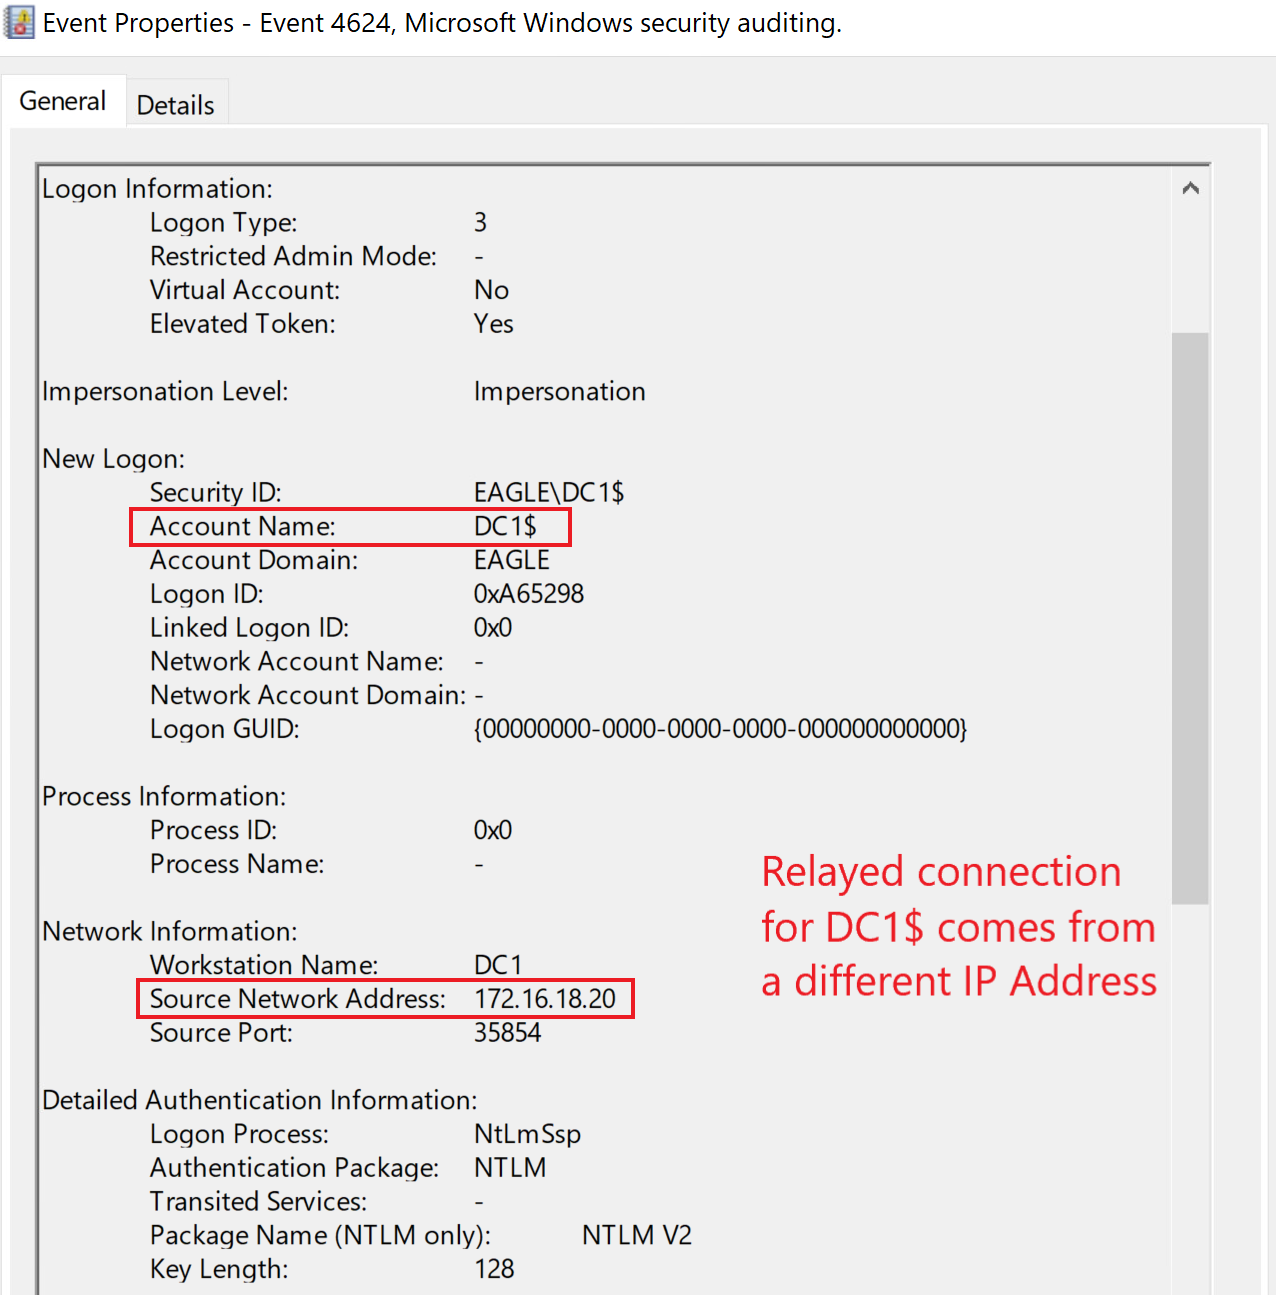 Event Properties - Event 4624, Microsoft Windows security auditing.
General Details
Logon Information:
Logon Type: 3
Restricted Admin Mode: -
Virtual Account: No
Elevated Token: Yes
Impersonation Level: Impersonation
New Logon:
Security ID: EAGLE\DC1$
Account Name: DC1$
Account Domain: EAGLE
Logon ID: 0xA65298
Linked Logon ID: 0x0
Network Account Name: -
Network Account Domain: -
Logon GUID: {00000000-0000-0000-0000-000000000000}
Process Information:
Process ID: 0x0
Process Name: -
Network Information:
Workstation Name: DC1
Source Network Address: 172.16.18.20
Source Port: 35854
Relayed connection
for DC1$ comes from
a different IP Address
Detailed Authentication Information:
Logon Process: NtLmSsp
Authentication Package: NTLM
Transited Services: -
Package Name (NTLM only): NTLM V2
Key Length: 128